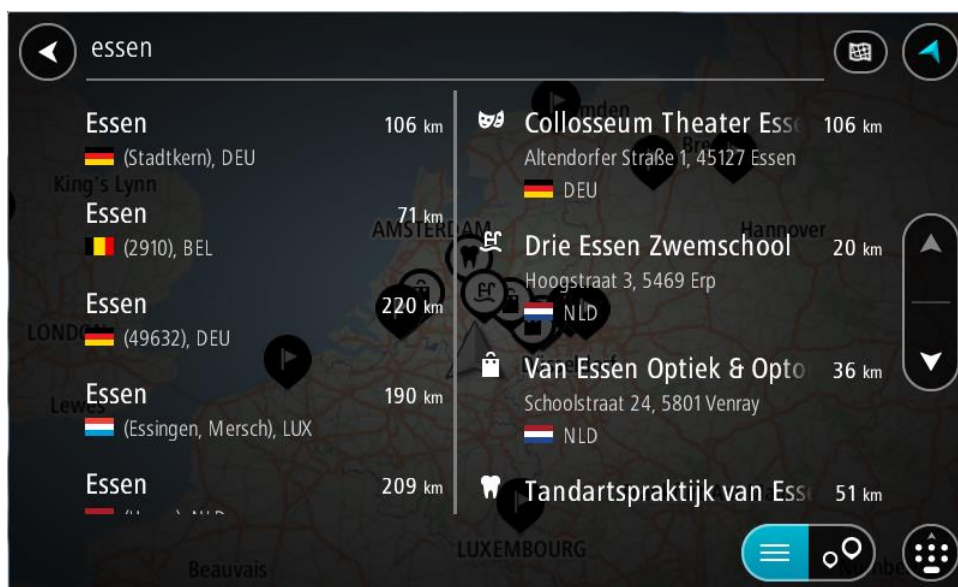 essen
Essen 106 km
(Stadtkern), DEU
Essen 71 km
(2910), BEL
Essen 220 km
(49632), DEU
Essen 190 km
(Essingen, Mersch), LUX
Essen 209 km
Collosseum Theater Esse 106 km
Altendorfer Straße 1, 45127 Essen
DEU
Drie Essen Zwemschool 20 km
Hoogstraat 3, 5469 Erp
NLD
Van Essen Optiek & Opto 36 km
Schoolstraat 24, 5801 Venray
NLD
Tandartspraktijk van Esse 51 km
King's Lynn
AMSTERDAM
Hannover
LONDON
Lewes
LUXEMBOURG
Beauvais